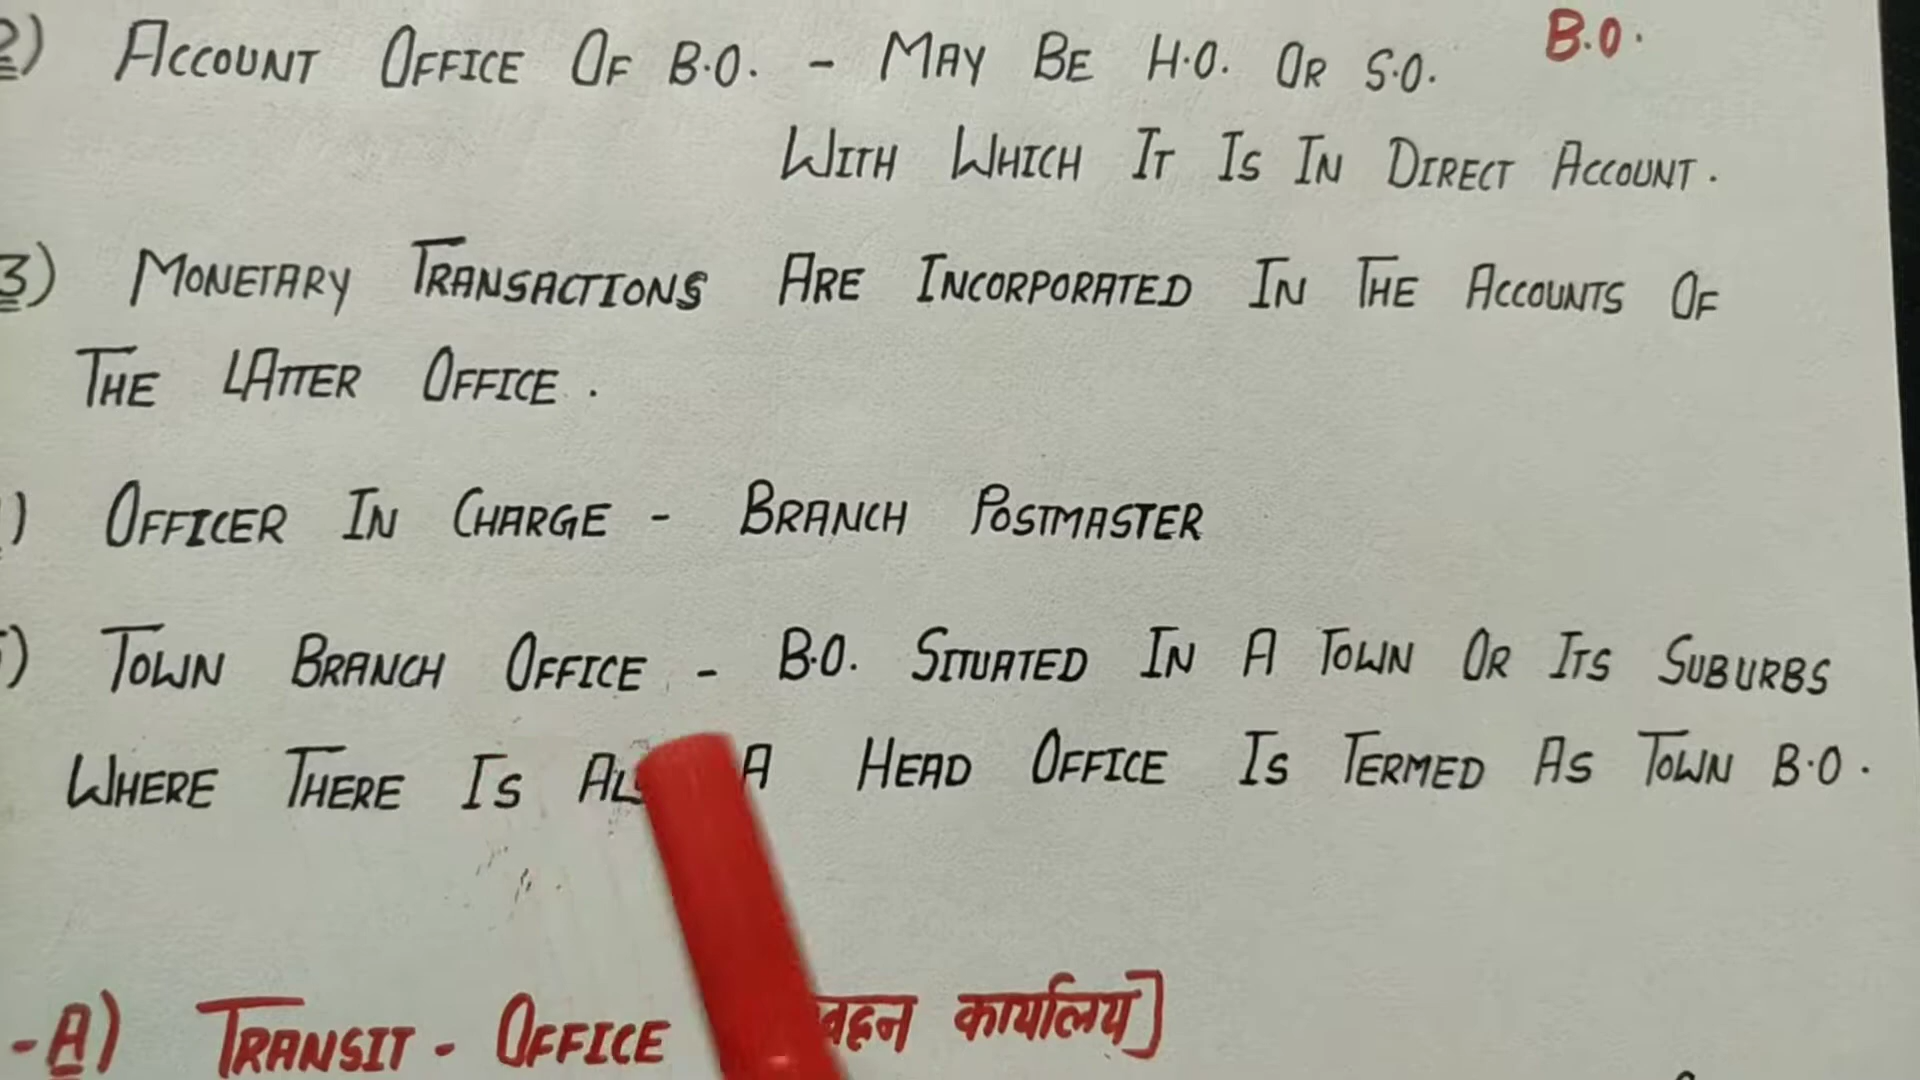 2) ACCOUNT OFFICE OF B.O. - MAY BE H.O. OR S.O.
B.O.
WITH WHICH IT IS IN DIRECT ACCOUNT.
3) MONETARY TRANSACTIONS ARE INCORPORATED IN THE ACCOUNTS OF
THE LATTER OFFICE.
) OFFICER IN CHARGE - BRANCH POSTMASTER
) TOWN BRANCH OFFICE - B.O. SITUATED IN A TOWN OR ITS SUBURBS
WHERE THERE IS A HEAD OFFICE IS TERMED AS TOWN B.O.
-A) TRANSIT - OFFICE कार्यालय]